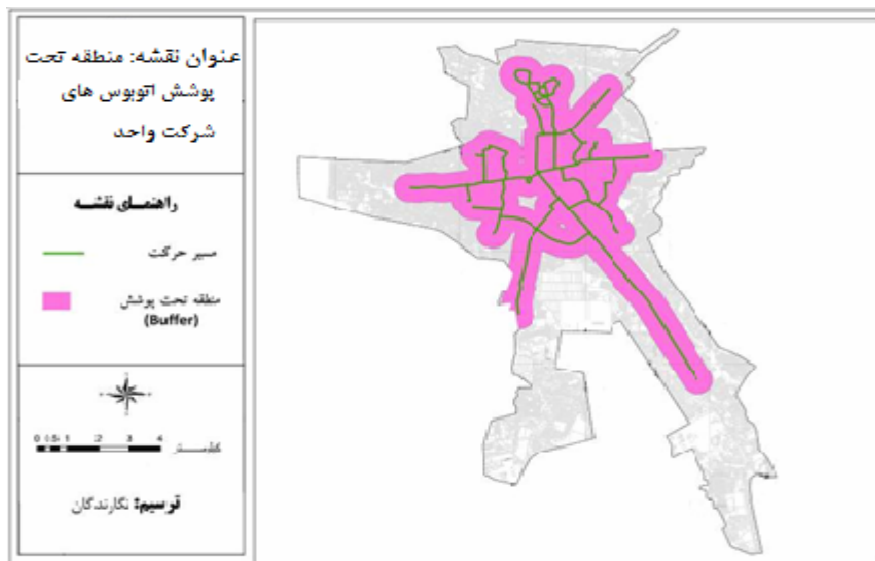 عنوان نقشه: منطقه تحت
پوشش اتوبوس های
شرکت واحد
راهنمای نقشه
مسیر حرکت
منطقه تحت پوشش
(Buffer)
0 0.5 1 2 3 4
کیلومتر
ترسیم: نگارندگان